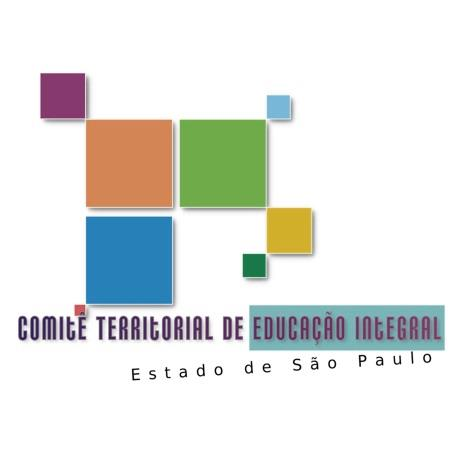 COMITÊ TERRITORIAL DE EDUCAÇÃO INTEGRAL
Estado de São Paulo